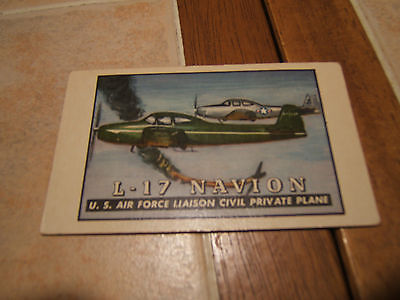 L-17 NAVION
U. S. AIR FORCE LIAISON CIVIL PRIVATE PLANE